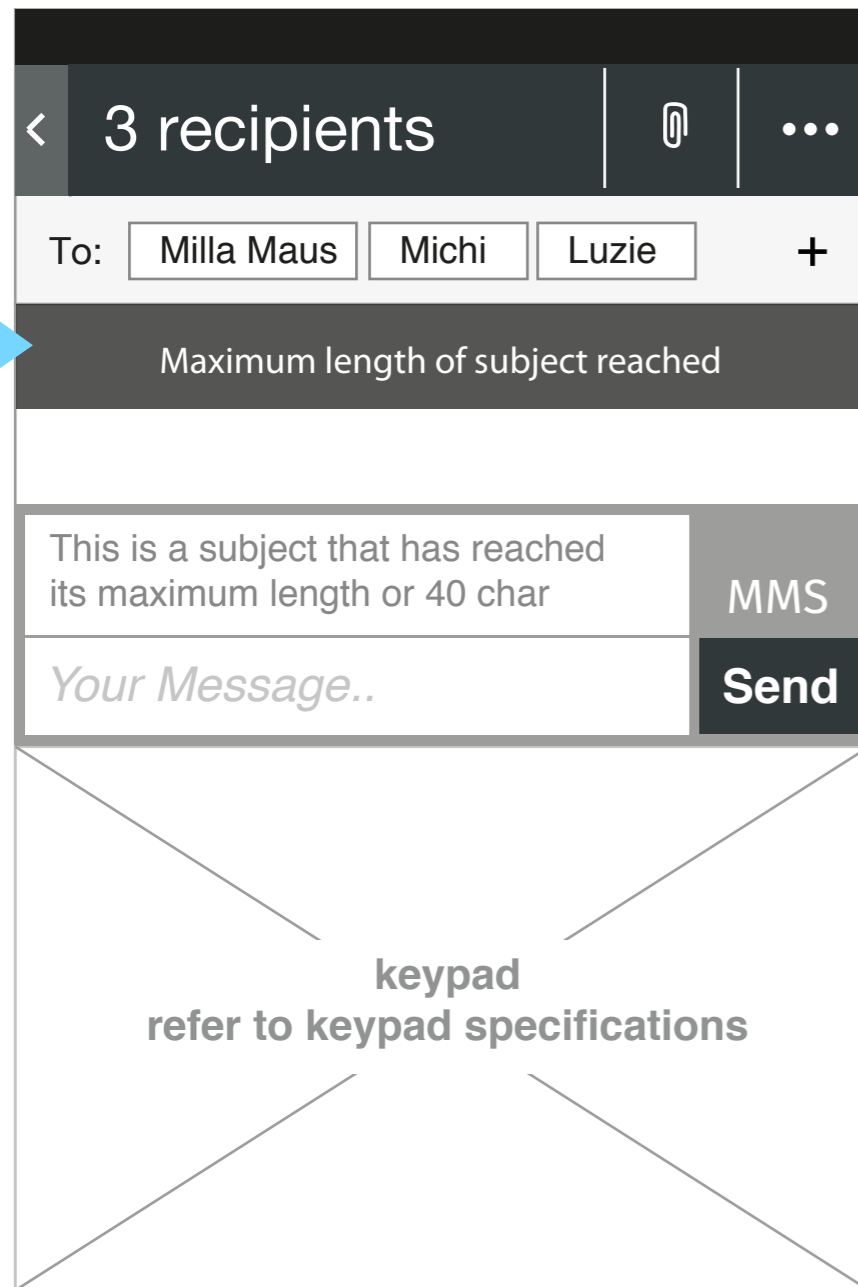 3 recipients
To: Milla Maus Michi Luzie +
Maximum length of subject reached
This is a subject that has reached
its maximum length or 40 char
MMS
Your Message..
Send
keypad
refer to keypad specifications